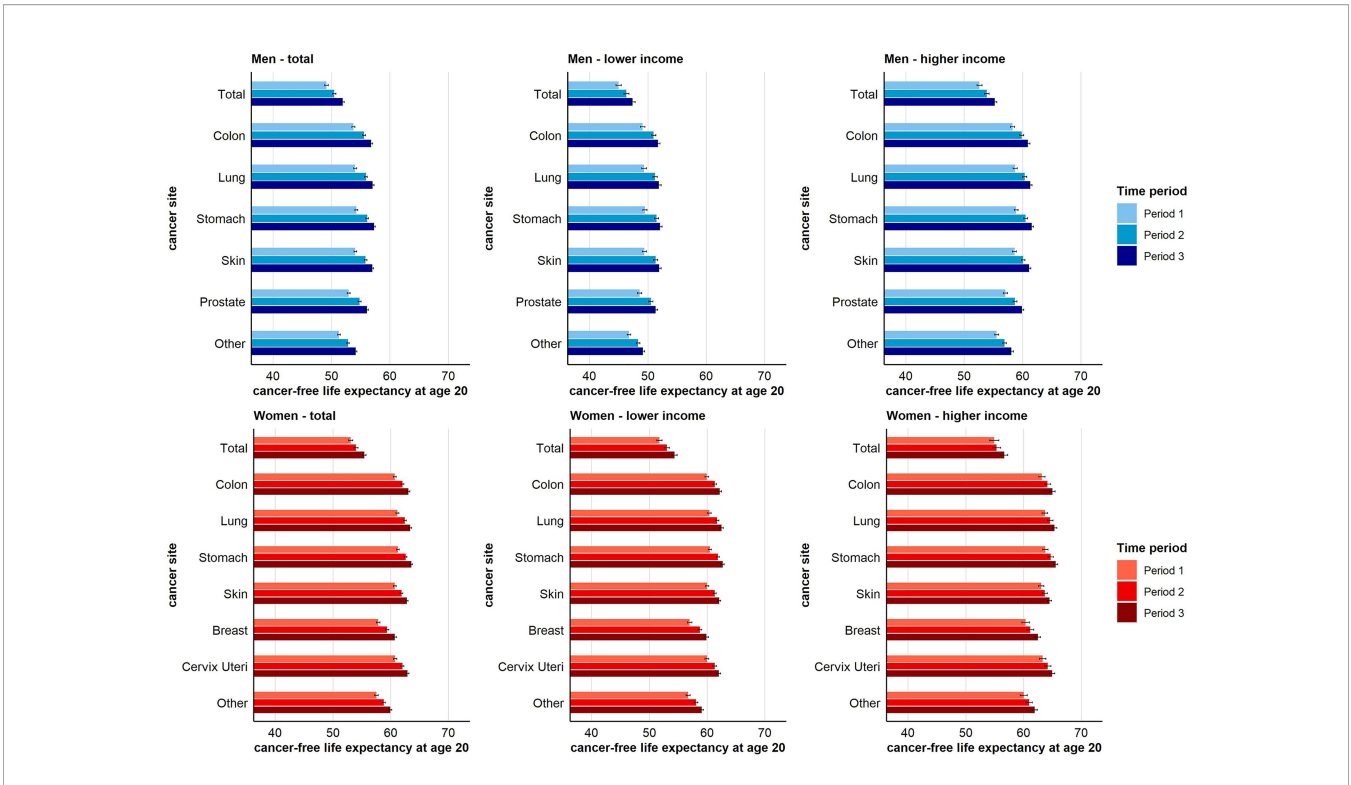 Men - total
Total
Colon
Lung
Stomach
Skin
Prostate
Other
cancer site
40 50 60 70
cancer-free life expectancy at age 20
Men - lower income
Total
Colon
Lung
Stomach
Skin
Prostate
Other
cancer site
40 50 60 70
cancer-free life expectancy at age 20
Men - higher income
Total
Colon
Lung
Stomach
Skin
Prostate
Other
cancer site
40 50 60 70
cancer-free life expectancy at age 20
Time period
Period 1
Period 2
Period 3
Women - total
Total
Colon
Lung
Stomach
Skin
Breast
Cervix Uteri
Other
cancer site
40 50 60 70
cancer-free life expectancy at age 20
Women - lower income
Total
Colon
Lung
Stomach
Skin
Breast
Cervix Uteri
Other
cancer site
40 50 60 70
cancer-free life expectancy at age 20
Women - higher income
Total
Colon
Lung
Stomach
Skin
Breast
Cervix Uteri
Other
cancer site
40 50 60 70
cancer-free life expectancy at age 20
Time period
Period 1
Period 2
Period 3